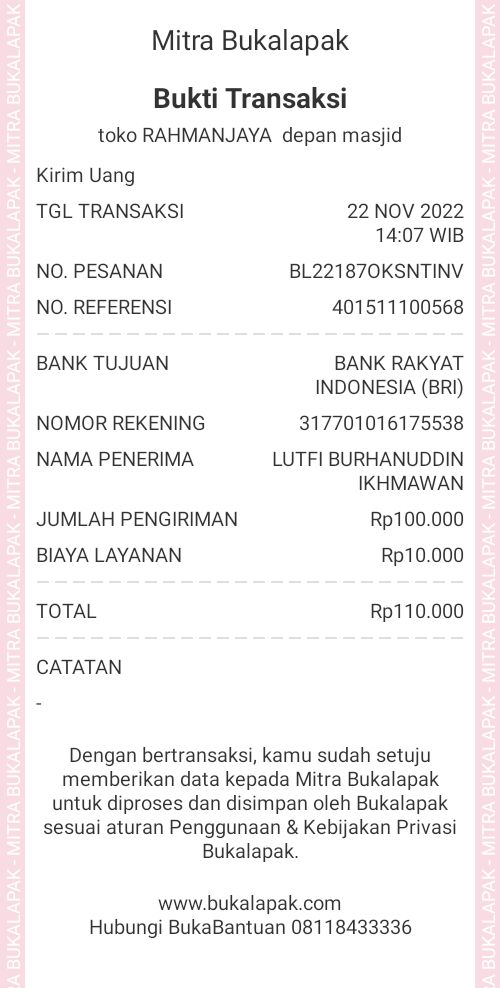 Mitra Bukalapak
Bukti Transaksi
toko RAHMANJAYA  depan masjid
Kirim Uang
TGL TRANSAKSI 22 NOV 2022
14:07 WIB
NO. PESANAN BL22187OKSNTINV
NO. REFERENSI 401511100568
BANK TUJUAN BANK RAKYAT
INDONESIA (BRI)
NOMOR REKENING 317701016175538
NAMA PENERIMA LUTFI BURHANUDDIN
IKHMAWAN
JUMLAH PENGIRIMAN Rp100.000
BIAYA LAYANAN Rp10.000
TOTAL Rp110.000
CATATAN
-
Dengan bertransaksi, kamu sudah setuju
memberikan data kepada Mitra Bukalapak
untuk diproses dan disimpan oleh Bukalapak
sesuai aturan Penggunaan & Kebijakan Privasi
Bukalapak.
www.bukalapak.com
Hubungi BukaBantuan 08118433336
MITRA BUKALAPAK - MITRA BUKALAPAK - MITRA BUKALAPAK - MITRA BUKALAPAK - MITRA BUKALAPAK
MITRA BUKALAPAK - MITRA BUKALAPAK - MITRA BUKALAPAK - MITRA BUKALAPAK - MITRA BUKALAPAK